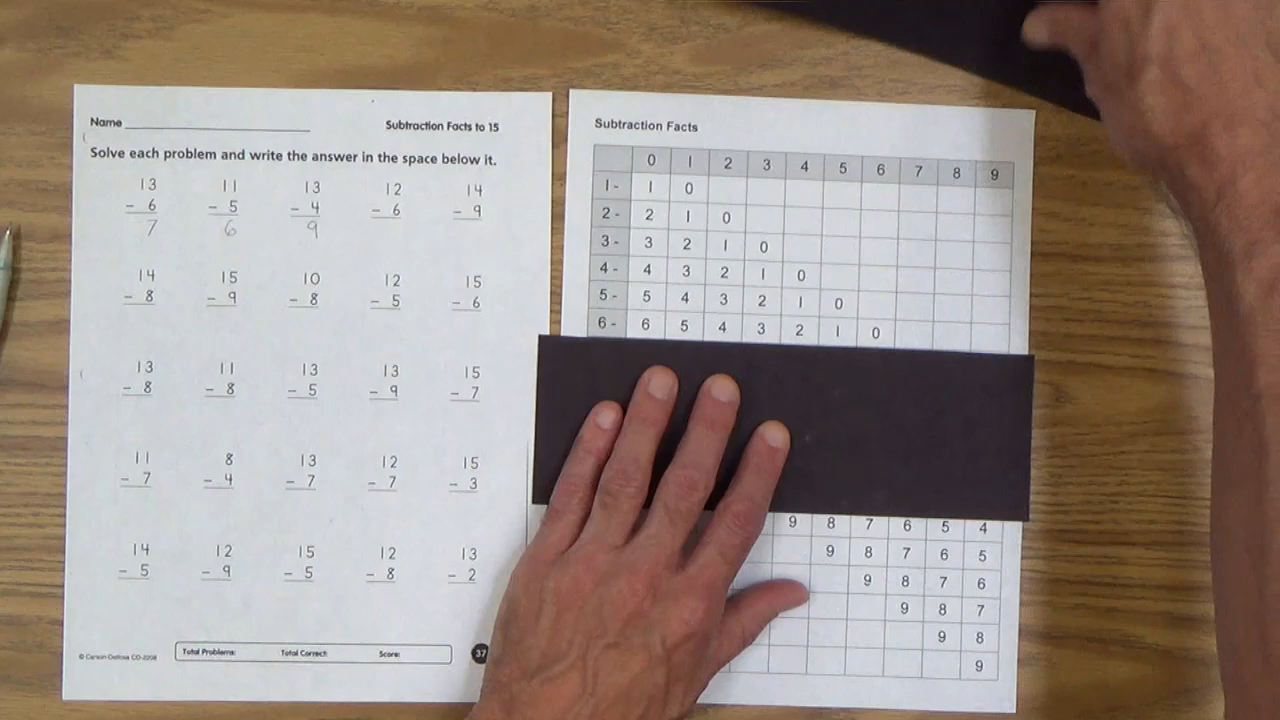 Name
Subtraction Facts to 15
Solve each problem and write the answer in the space below it.
13 11 13 12 14
- 6 - 5 - 4 - 6 - 9
7 6 9
14 15 10 12 15
- 8 - 9 - 8 - 5 - 6
13 11 13 13 15
- 8 - 8 - 5 - 9 - 7
11 8 13 12 15
- 7 - 4 - 7 - 7 - 3
14 12 15 12 13
- 5 - 9 - 5 - 8 - 2
© Carson-Dellosa CD-2208
Total Problems: Total Correct: Score:
37
Subtraction Facts
0 1 2 3 4 5 6 7 8 9
1 - 1 0
2 - 2 1 0
3 - 3 2 1 0
4 - 4 3 2 1 0
5 - 5 4 3 2 1 0
6 - 6 5 4 3 2 1 0
9 8 7 6 5 4
9 8 7 6 5
9 8 7 6
9 8 7
9 8
9